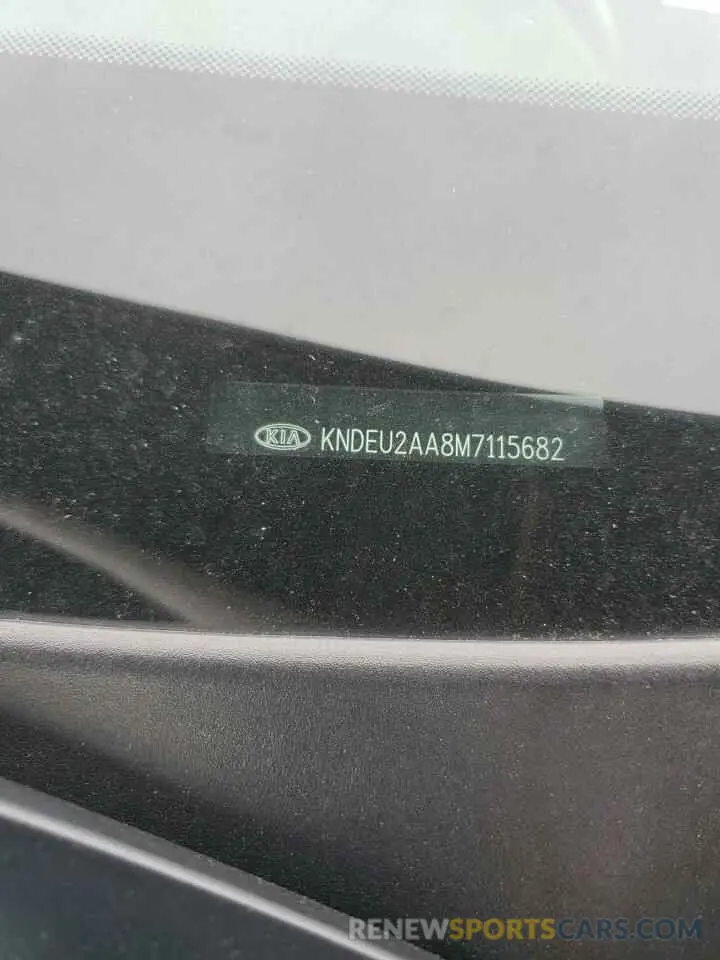 KIA KNDEU2AA8M7115682
RENEWSPORTSCARS.COM